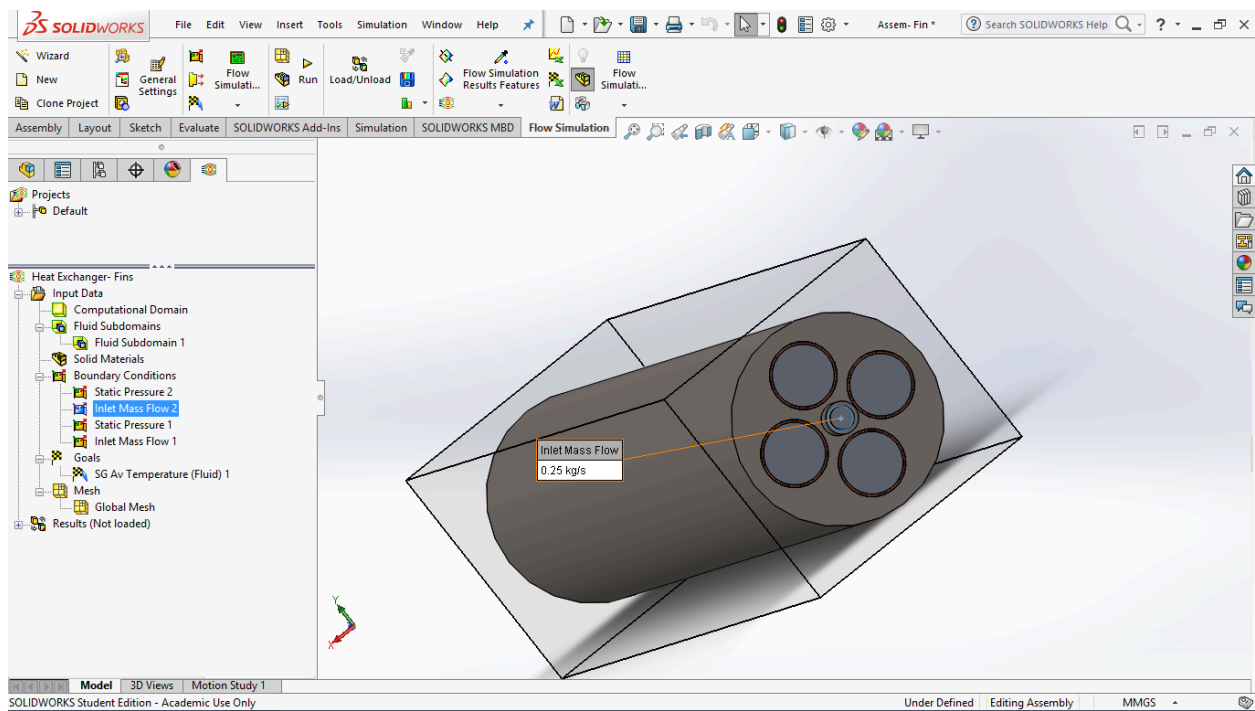 SOLIDWORKS File Edit View Insert Tools Simulation Window Help Assem- Fin * Search SOLIDWORKS Help ?
Wizard
New
Clone Project
General Settings
Flow Simulati...
Run
Load/Unload
Flow Simulation Results Features
Flow Simulati...
Assembly Layout Sketch Evaluate SOLIDWORKS Add-Ins Simulation SOLIDWORKS MBD Flow Simulation
Projects
Default
Heat Exchanger- Fins
Input Data
Computational Domain
Fluid Subdomains
Fluid Subdomain 1
Solid Materials
Boundary Conditions
Static Pressure 2
Inlet Mass Flow 2
Static Pressure 1
Inlet Mass Flow 1
Goals
SG Av Temperature (Fluid) 1
Mesh
Global Mesh
Results (Not loaded)
Inlet Mass Flow
0.25 kg/s
Y
X
Model 3D Views Motion Study 1
SOLIDWORKS Student Edition - Academic Use Only Under Defined Editing Assembly MMGS